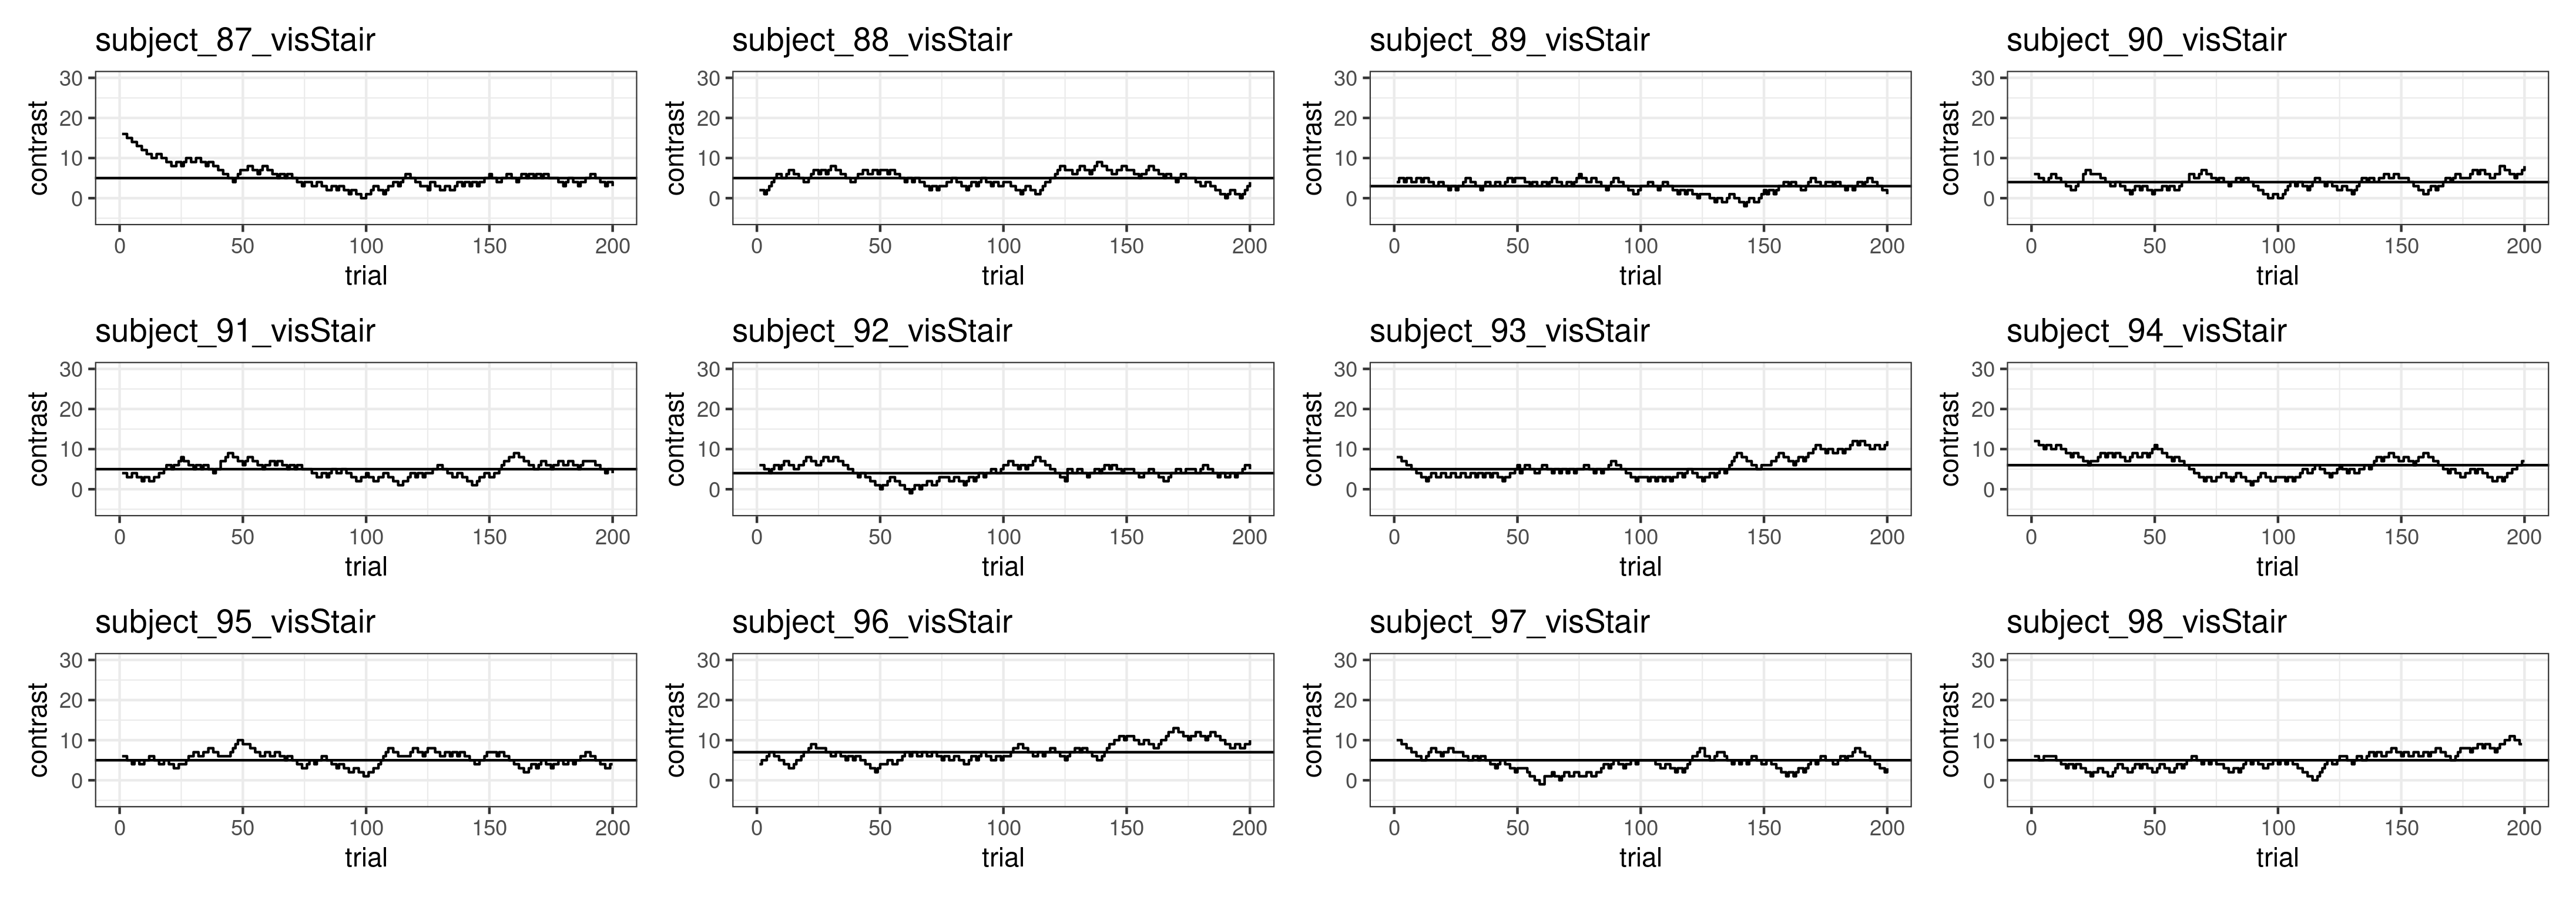 subject_87_visStair
30
20
10
0
contrast
0 50 100 150 200
trial
subject_88_visStair
30
20
10
0
contrast
0 50 100 150 200
trial
subject_89_visStair
30
20
10
0
contrast
0 50 100 150 200
trial
subject_90_visStair
30
20
10
0
contrast
0 50 100 150 200
trial
subject_91_visStair
30
20
10
0
contrast
0 50 100 150 200
trial
subject_92_visStair
30
20
10
0
contrast
0 50 100 150 200
trial
subject_93_visStair
30
20
10
0
contrast
0 50 100 150 200
trial
subject_94_visStair
30
20
10
0
contrast
0 50 100 150 200
trial
subject_95_visStair
30
20
10
0
contrast
0 50 100 150 200
trial
subject_96_visStair
30
20
10
0
contrast
0 50 100 150 200
trial
subject_97_visStair
30
20
10
0
contrast
0 50 100 150 200
trial
subject_98_visStair
30
20
10
0
contrast
0 50 100 150 200
trial